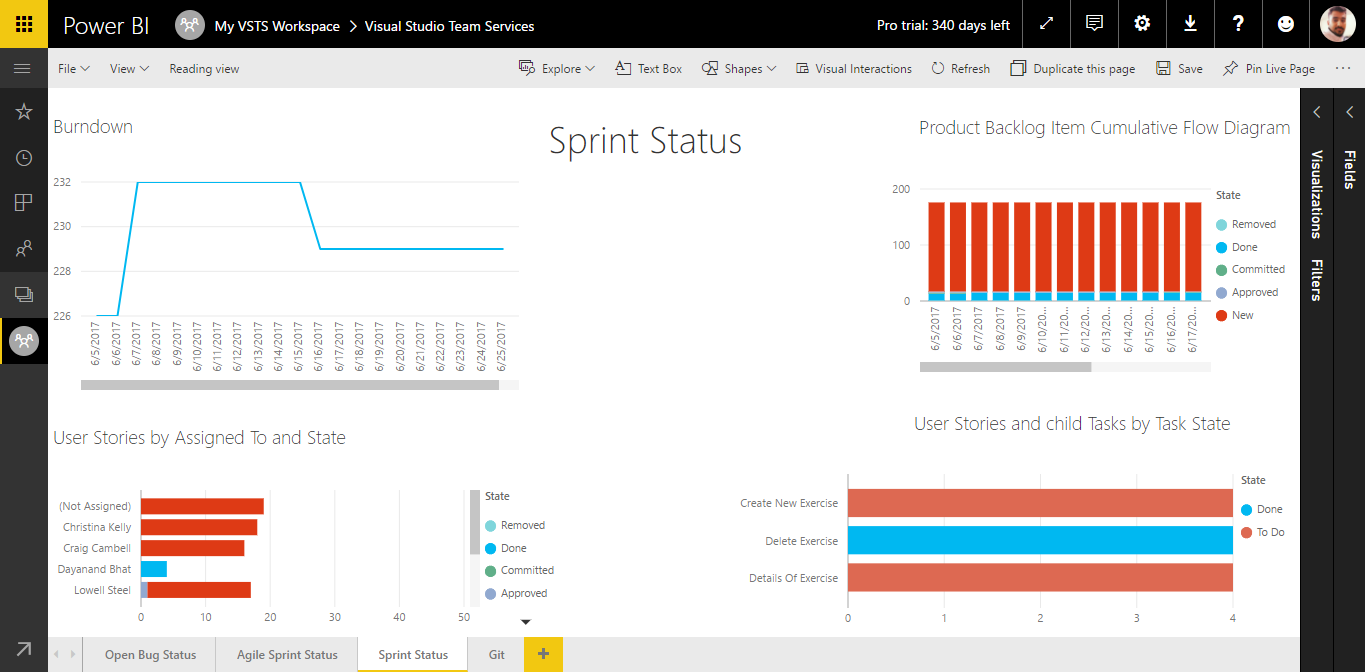 Power BI
My VSTS Workspace > Visual Studio Team Services
Pro trial: 340 days left
File
View
Reading view
Explore
Text Box
Shapes
Visual Interactions
Refresh
Duplicate this page
Save
Pin Live Page
...
Burndown
232
230
228
226
6/5/2017
6/6/2017
6/7/2017
6/8/2017
6/9/2017
6/10/2017
6/11/2017
6/12/2017
6/13/2017
6/14/2017
6/15/2017
6/16/2017
6/17/2017
6/18/2017
6/19/2017
6/20/2017
6/21/2017
6/22/2017
6/23/2017
6/24/2017
6/25/2017
Sprint Status
Product Backlog Item Cumulative Flow Diagram
200
100
0
6/5/2017
6/6/2017
6/7/2017
6/8/2017
6/9/2017
6/10/20...
6/11/20...
6/12/20...
6/13/20...
6/14/20...
6/15/20...
6/16/20...
6/17/20...
State
Removed
Done
Committed
Approved
New
Visualizations
Filters
Fields
User Stories by Assigned To and State
(Not Assigned)
Christina Kelly
Craig Cambell
Dayanand Bhat
Lowell Steel
0 10 20 30 40 50
State
Removed
Done
Committed
Approved
User Stories and child Tasks by Task State
Create New Exercise
Delete Exercise
Details Of Exercise
0 1 2 3 4
State
Done
To Do
Open Bug Status
Agile Sprint Status
Sprint Status
Git
+